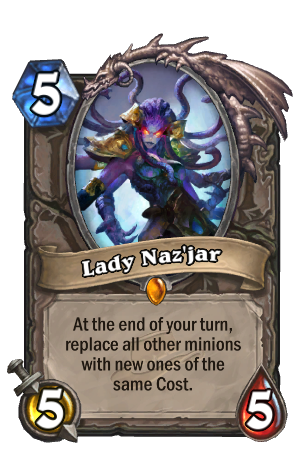 5
Lady Naz'jar
At the end of your turn,
replace all other minions
with new ones of the
same Cost.
5
5